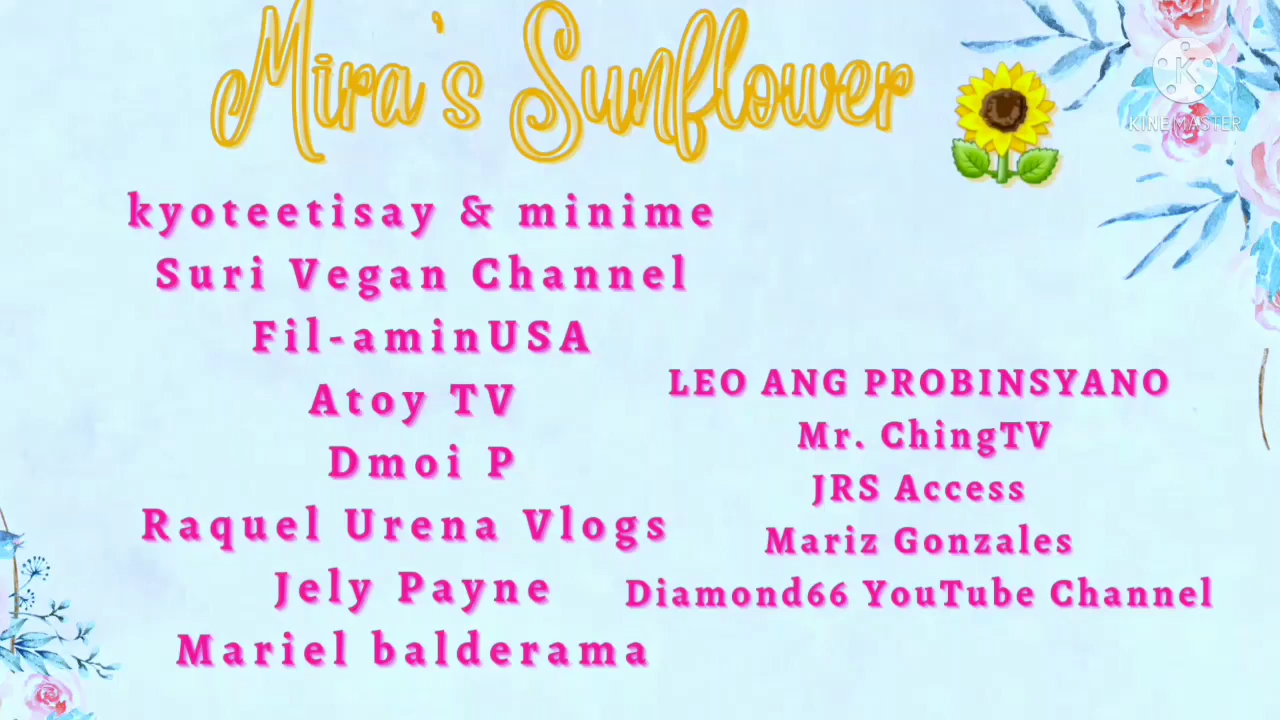 Mira's Sunflower
KINEMASTER
kyoteetisay & minime
Suri Vegan Channel
Fil-aminUSA
Atoy TV
Dmoi P
Raquel Urena Vlogs
Jely Payne
Mariel balderama
LEO ANG PROBINSYANO
Mr. ChingTV
JRS Access
Mariz Gonzales
Diamond66 YouTube Channel